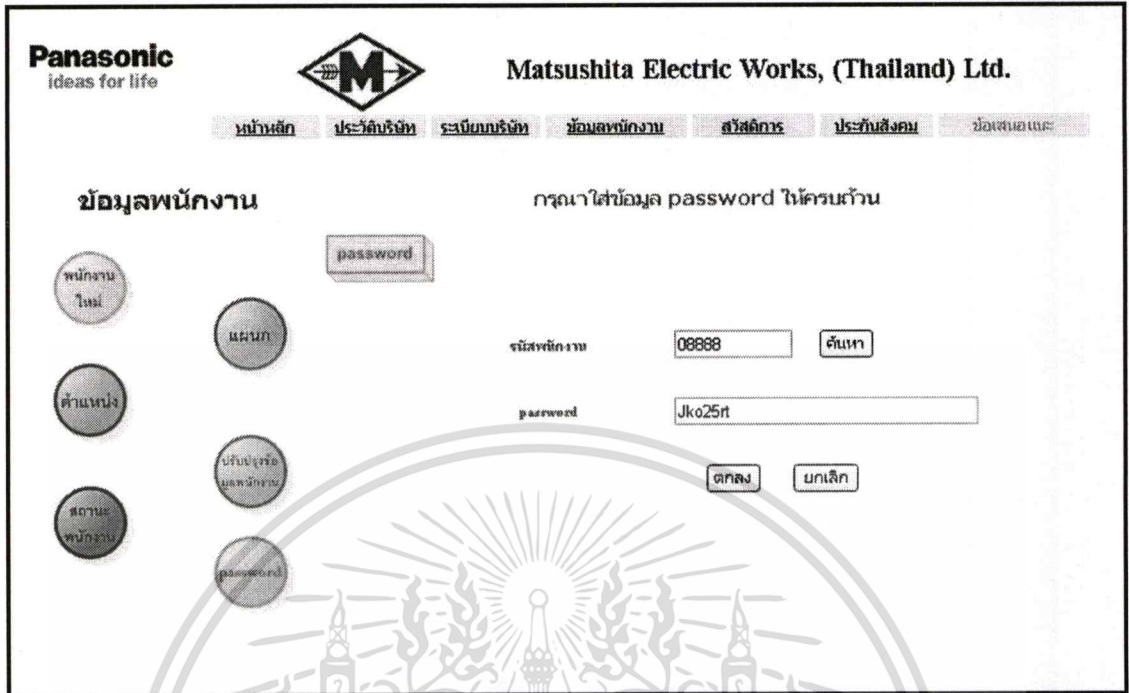 Panasonic
ideas for life
M
Matsushita Electric Works, (Thailand) Ltd.
หน้าหลัก ประวัติบริษัท ระเบียบบริษัท ข้อมูลพนักงาน สวัสดิการ ประกันสังคม ข้อเสนอแนะ
ข้อมูลพนักงาน
กรุณาใส่ข้อมูล password ให้ครบถ้วน
password
พนักงาน
ใหม่
แผนก
รหัสพนักงาน 08888 ค้นหา
ตำแหน่ง
password Jko25rt
ปรับปรุงข้อ
มูลพนักงาน
ตกลง ยกเลิก
สถานะ
พนักงาน
password